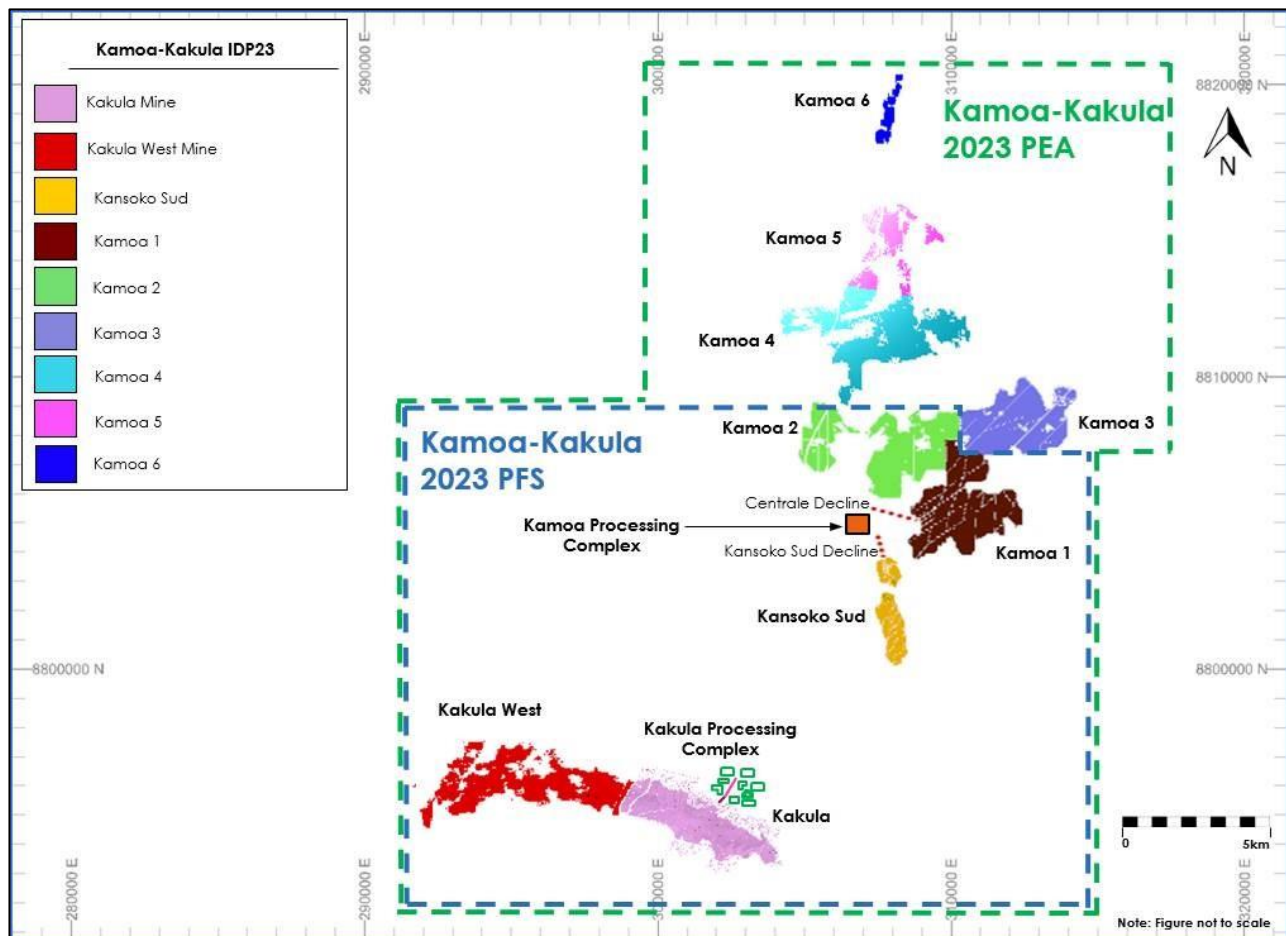 Kamoa-Kakula IDP23
Kakula Mine
Kakula West Mine
Kansoko Sud
Kamoa 1
Kamoa 2
Kamoa 3
Kamoa 4
Kamoa 5
Kamoa 6
290000 E
300000 E
310000 E
320000 E
8820000 N
8820000 N
N
Kamoa 6
Kamoa-Kakula
2023 PEA
Kamoa 5
Kamoa 4
8810000 N
Kamoa 2
Kamoa 3
Kamoa-Kakula
2023 PFS
Centrale Decline
Kamoa Processing
Complex
Kansoko Sud Decline
Kamoa 1
Kansoko Sud
8800000 N
8800000 N
Kakula West
Kakula Processing
Complex
Kakula
0
5km
280000 E
290000 E
300000 E
310000 E
320000 E
Note: Figure not to scale